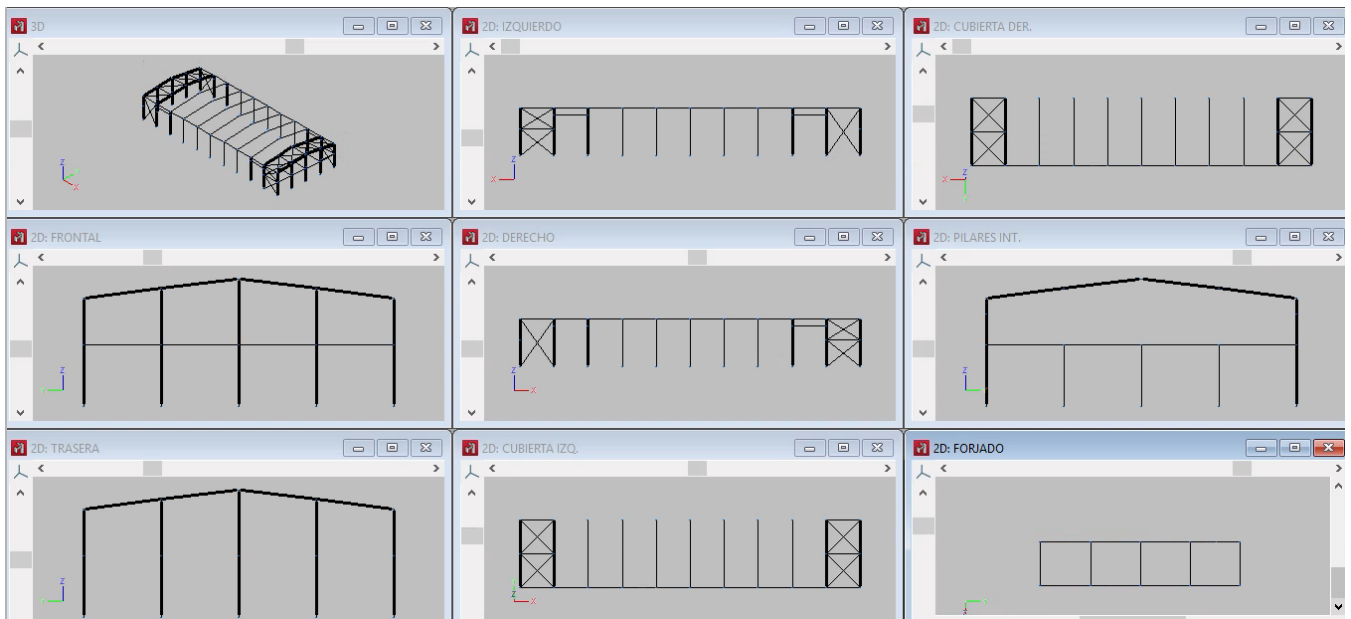 3D
2D: IZQUIERDO
2D: CUBIERTA DER.
Z
X
Z
X
Z
X
2D: FRONTAL
2D: DERECHO
2D: PILARES INT.
Z
Z
X
Z
2D: TRASERA
2D: CUBIERTA IZQ.
2D: FORJADO
Z
Z
X